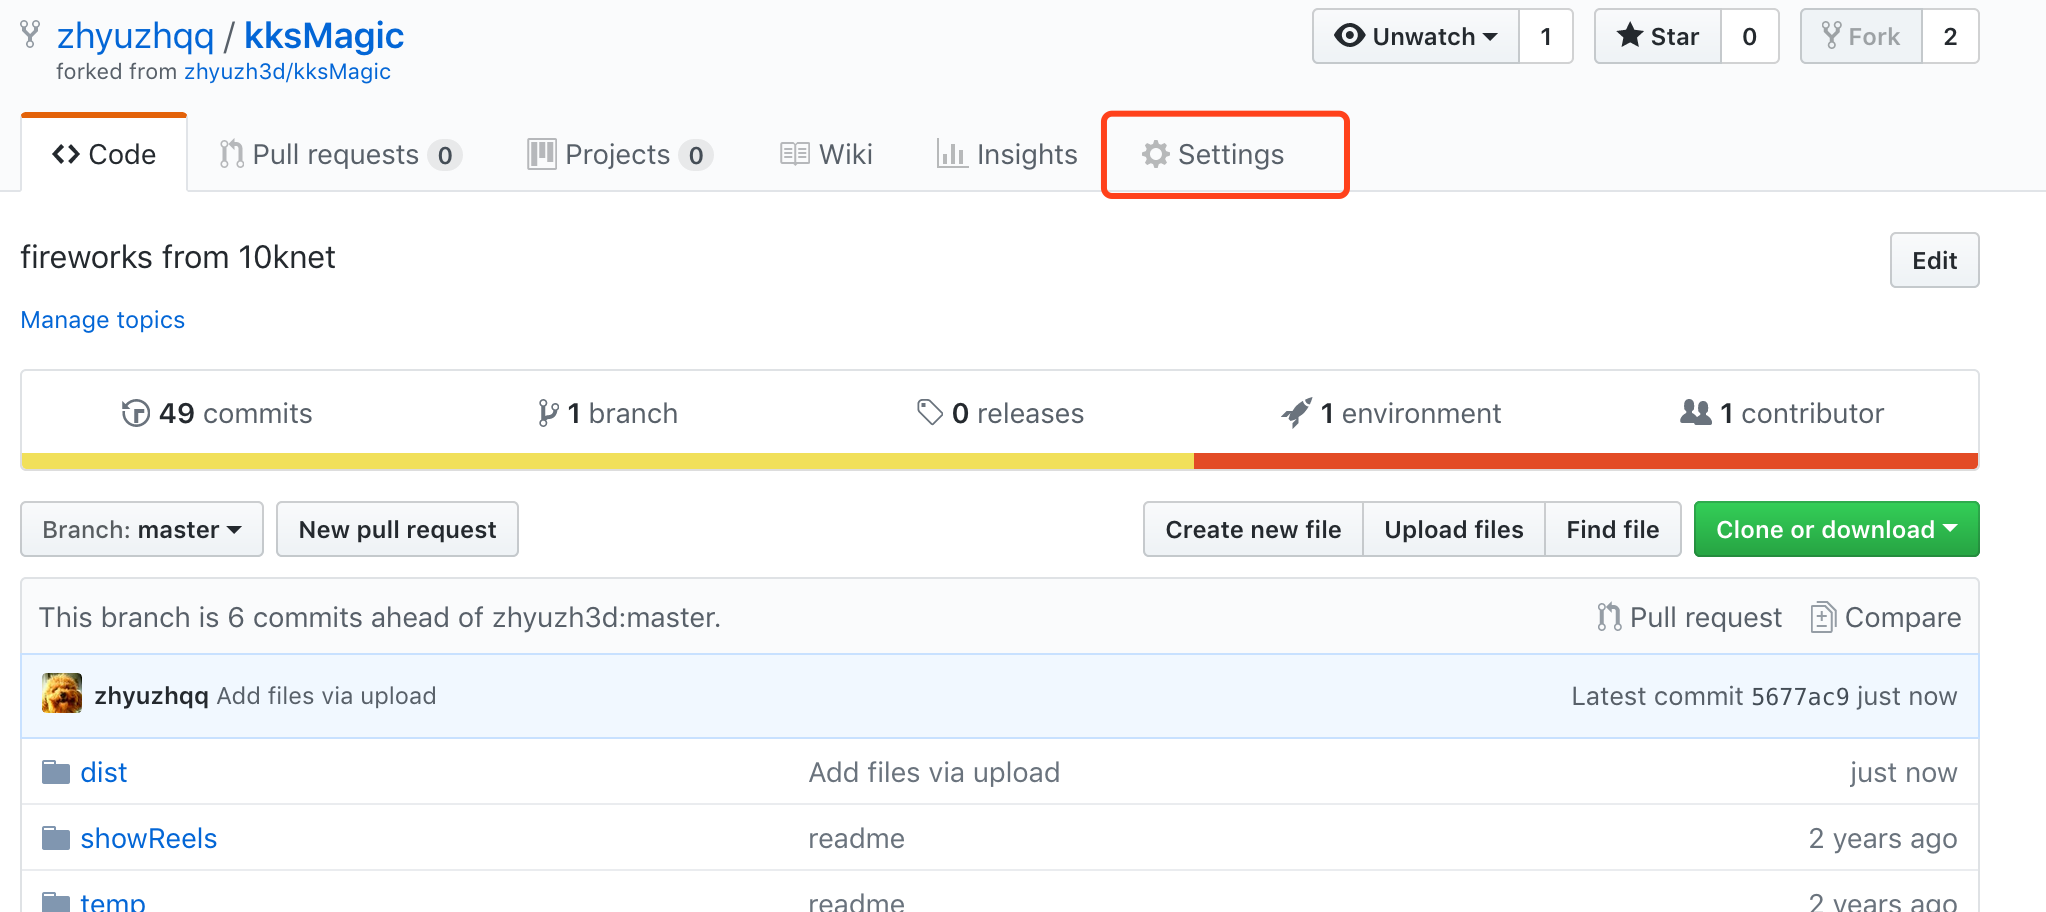 zhyuzhqq / kksMagic
Unwatch 1 Star 0 Fork 2
forked from zhyuzh3d/kksMagic
Code Pull requests 0 Projects 0 Wiki Insights Settings
fireworks from 10knet
Edit
Manage topics
49 commits 1 branch 0 releases 1 environment 1 contributor
Branch: master New pull request Create new file Upload files Find file Clone or download
This branch is 6 commits ahead of zhyuzh3d:master. Pull request Compare
zhyuzhqq Add files via upload Latest commit 5677ac9 just now
dist Add files via upload just now
showReels readme 2 years ago
temp readme 2 years ago